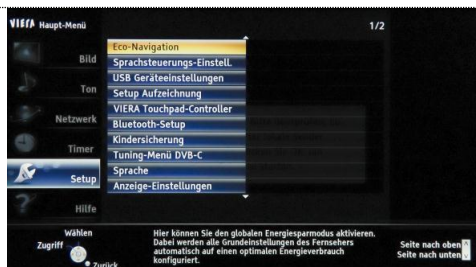 VIERA Haupt-Menü
1/2
Bild
Ton
Netzwerk
Timer
Setup
Hilfe
Eco-Navigation
Sprachsteuerungs-Einstell.
USB Geräteeinstellungen
Setup Aufzeichnung
VIERA Touchpad-Controller
Bluetooth-Setup
Kindersicherung
Tuning-Menü DVB-C
Sprache
Anzeige-Einstellungen
Wählen
Zugriff
Zurück
Hier können Sie den globalen Energiesparmodus aktivieren.
Dabei werden alle Grundeinstellungen des Fernsehers
automatisch auf einen optimalen Energieverbrauch
konfiguriert.
Seite nach oben
Seite nach unten